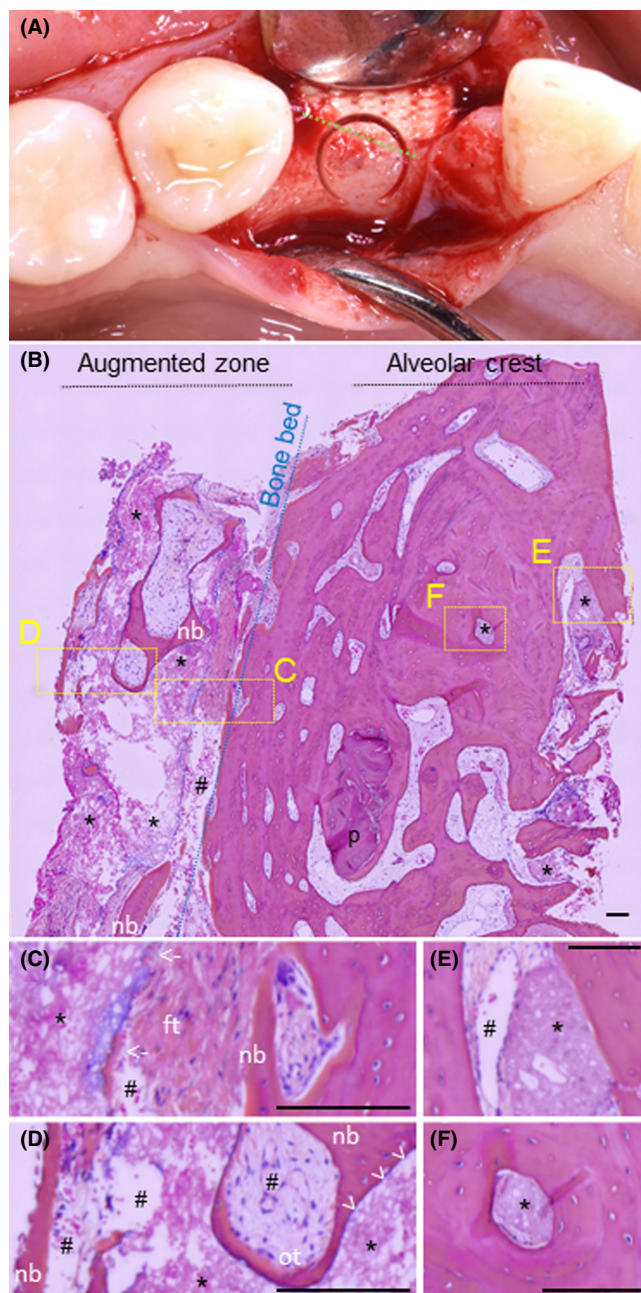 (A)
(B)
Augmented zone Alveolar crest
Bone bed
*
E
F
*
*
D
nb
*
C
#
*
*
p
*
nb
(C)
<-
*
ft
nb
<-
#
(E)
#
*
(D)
nb
#
#
>
>
>
#
*
ot
nb
*
(F)
*